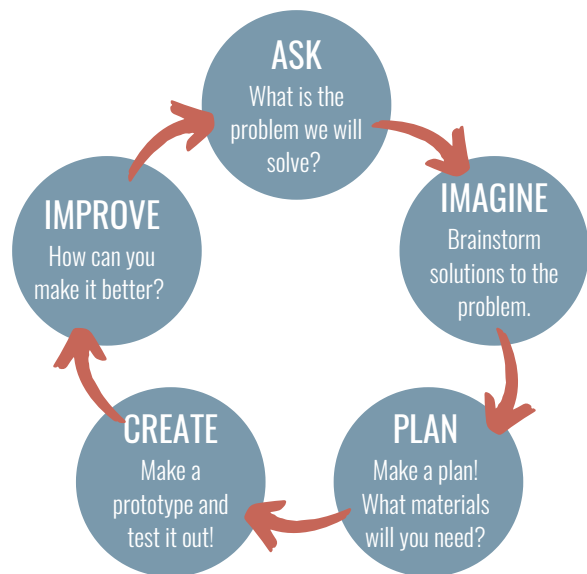 ASK
What is the
problem we will
solve?
IMAGINE
Brainstorm
solutions to the
problem.
PLAN
Make a plan!
What materials
will you need?
CREATE
Make a
prototype and
test it out!
IMPROVE
How can you
make it better?